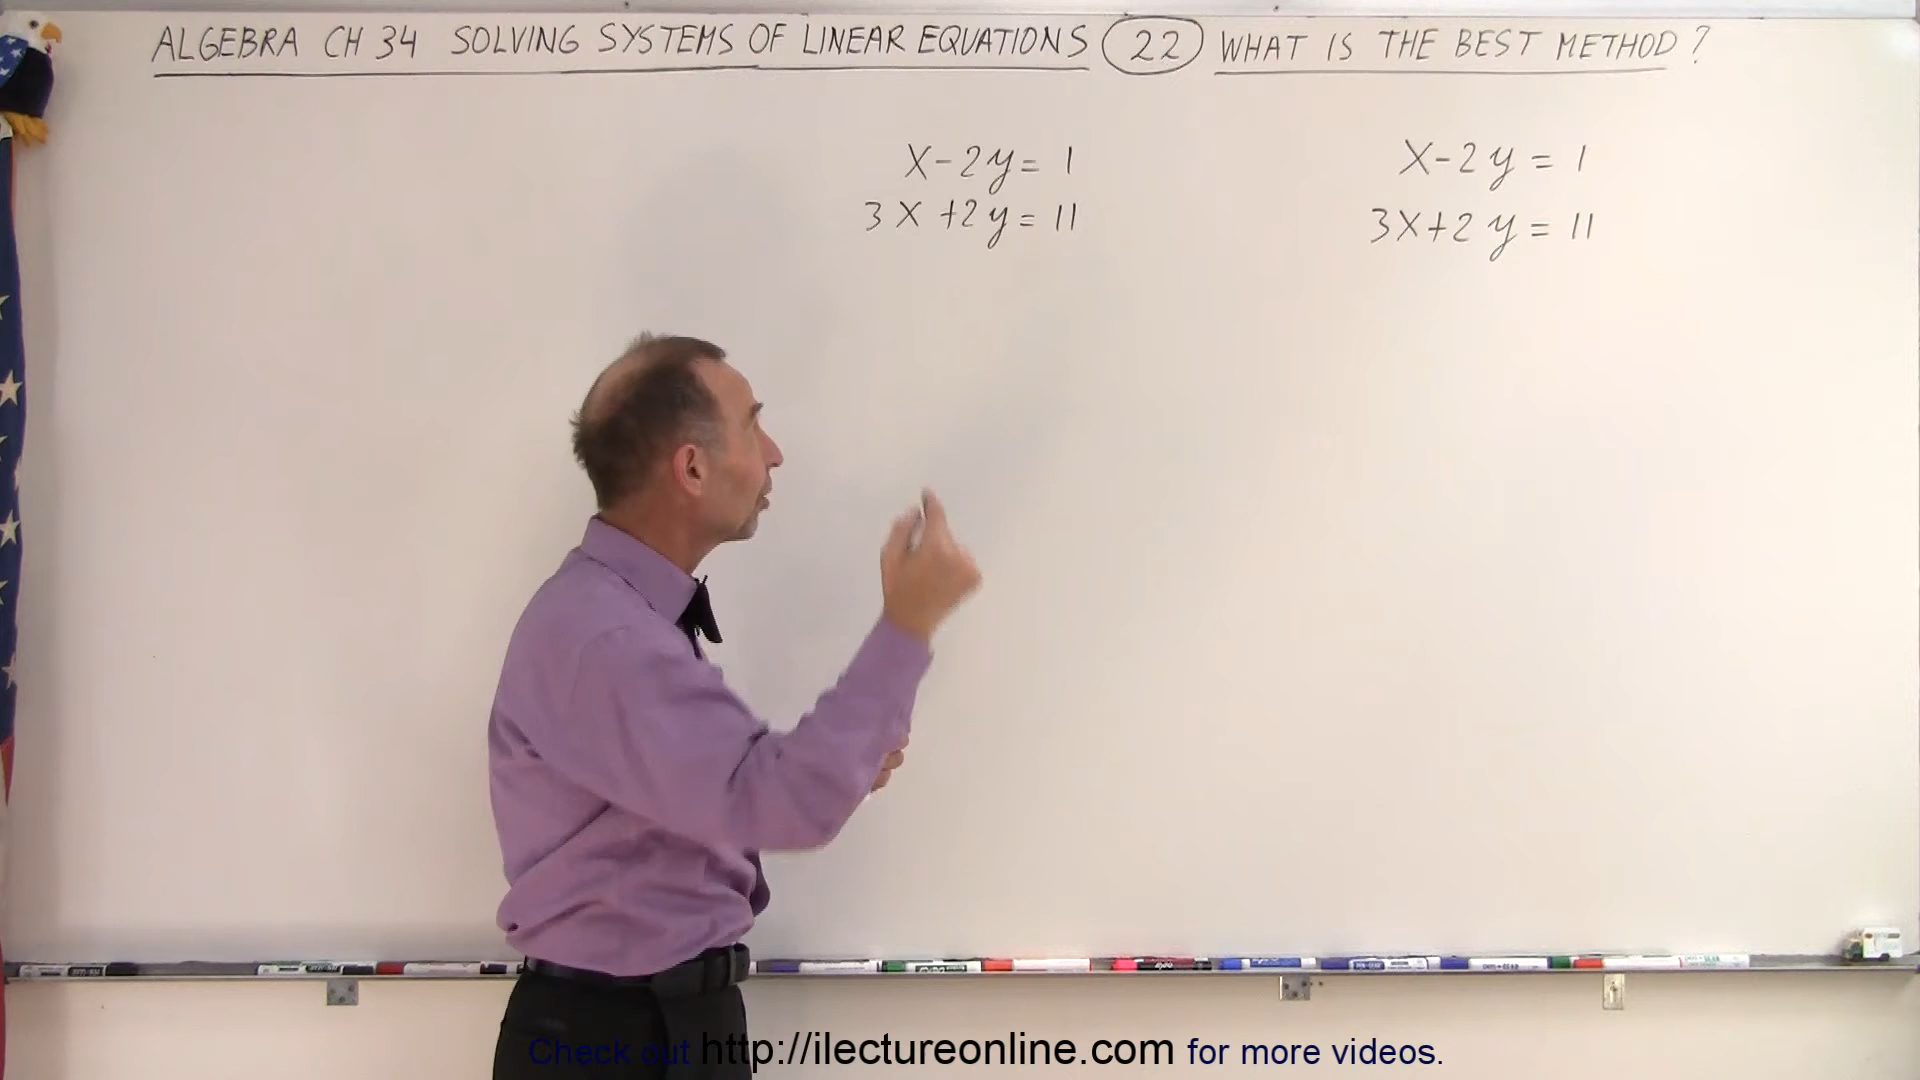 ALGEBRA CH 34 SOLVING SYSTEMS OF LINEAR EQUATIONS 22 WHAT IS THE BEST METHOD?
X-2y= 1
3X+2y=11
X-2y=1
3X+2y=11
Check out http://ilectureonline.com for more videos.